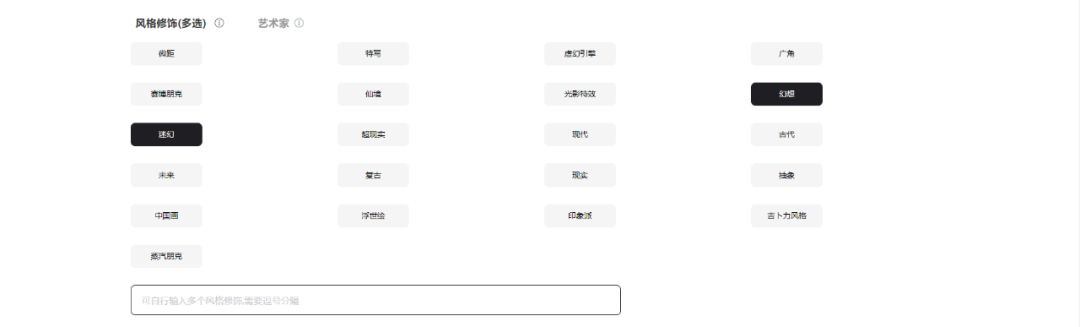 风格修饰(多选) 艺术家
微距 特写 虚幻引擎 广角
赛博朋克 仙境 光影特效 幻想
迷幻 超现实 现代 古代
未来 复古 现实 抽象
中国画 浮世绘 印象派 吉卜力风格
蒸汽朋克
可自行输入多个风格修饰,需要逗号分隔